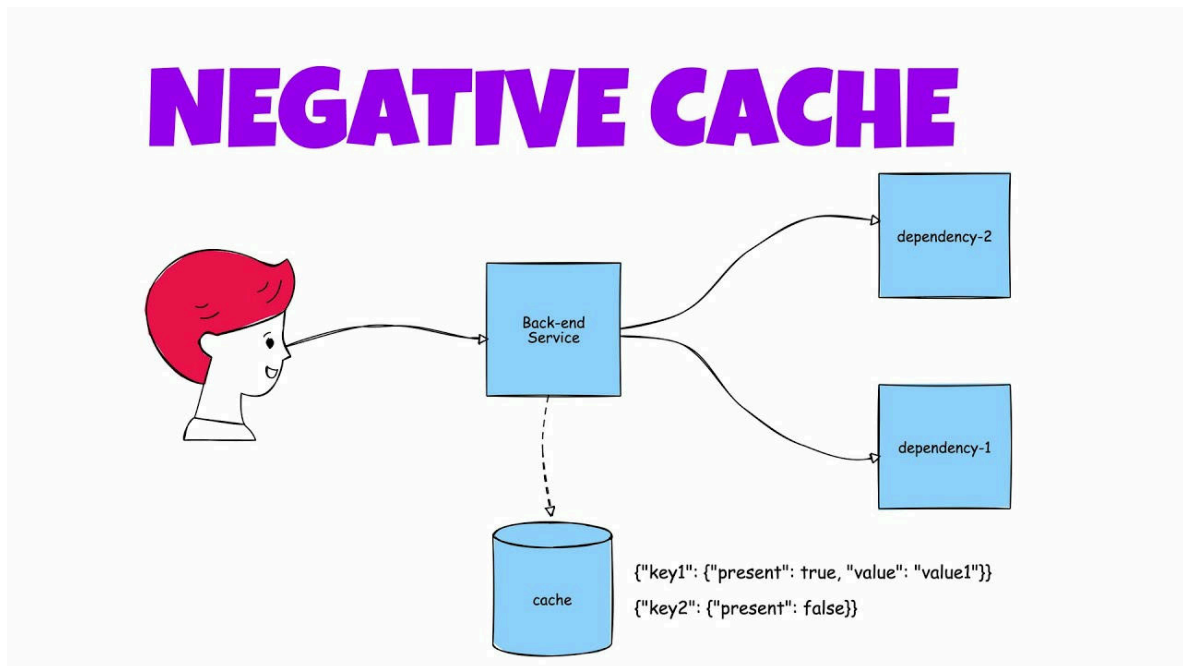 NEGATIVE CACHE
dependency-2
Back-end
Service
dependency-1
cache
{"key1": {"present": true, "value": "value1"}}
{"key2": {"present": false}}